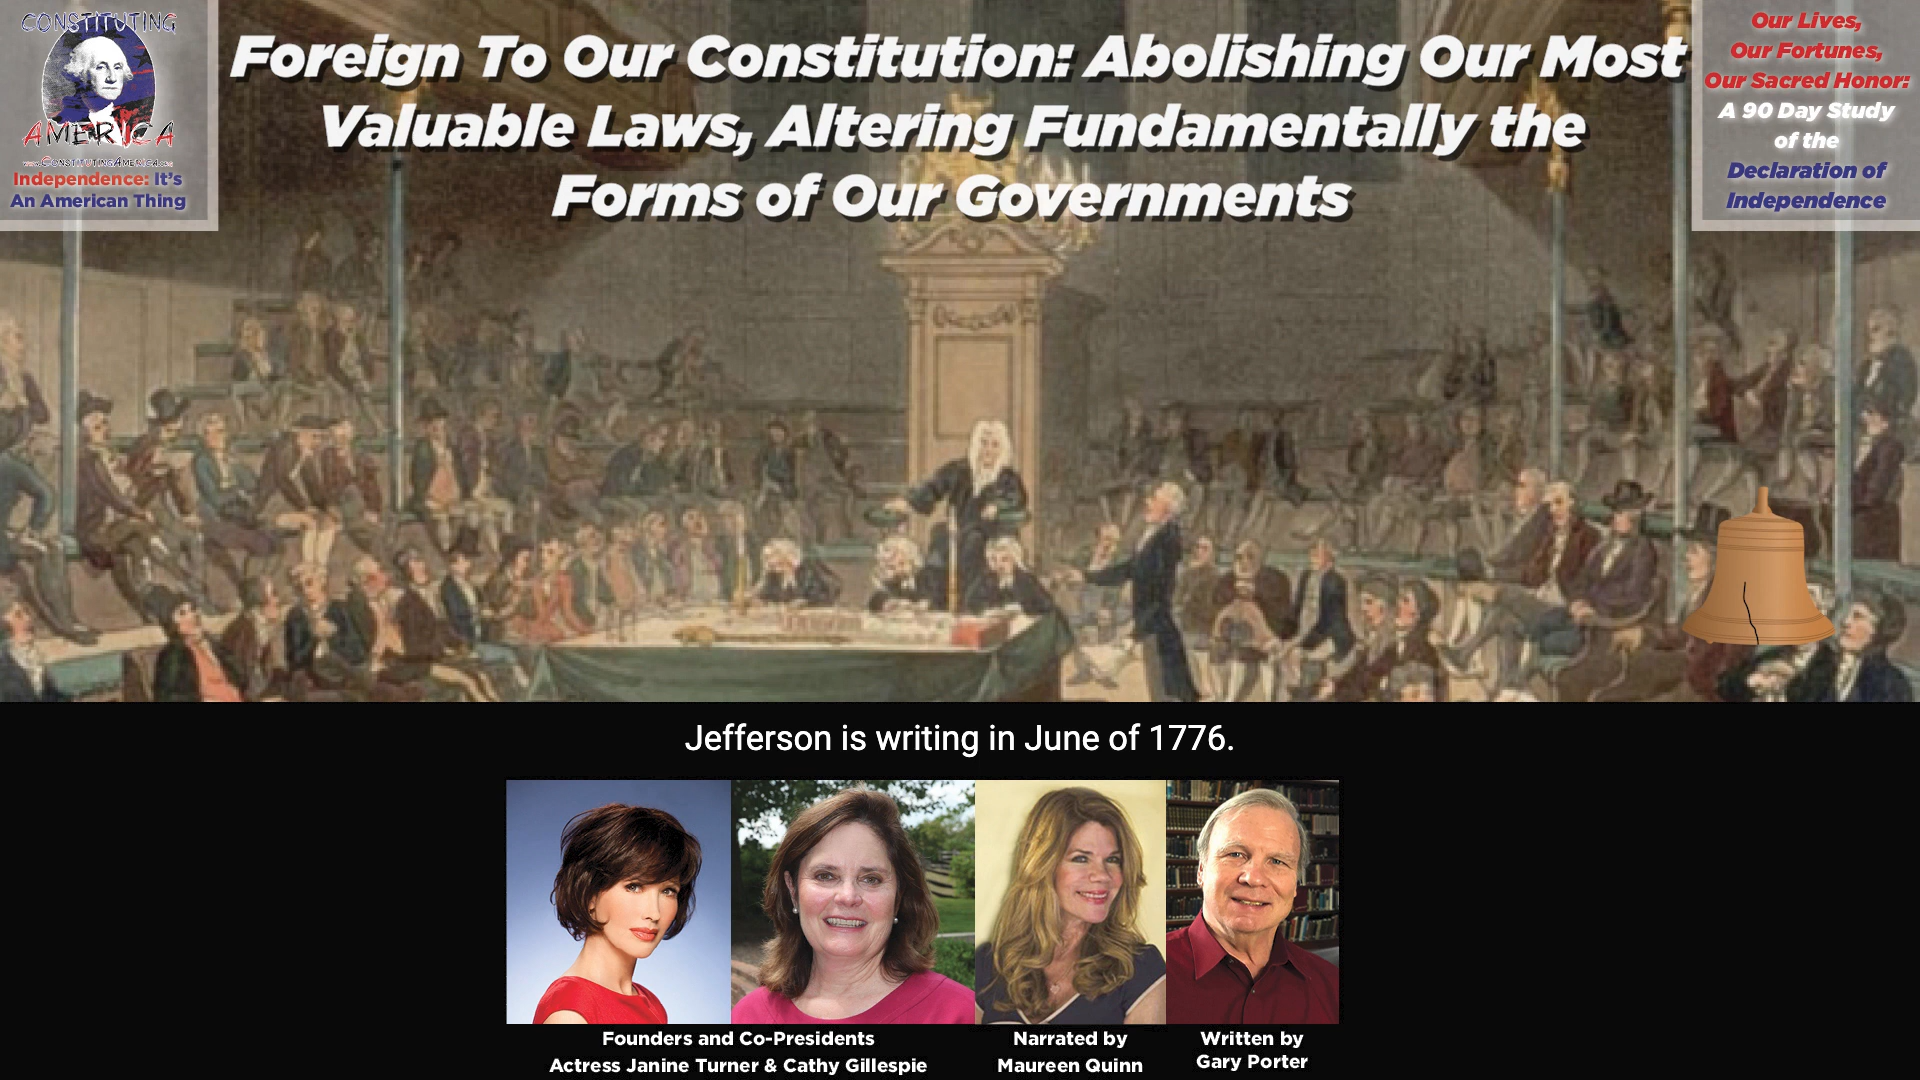 CONSTITUTING
AMERICA
www.ConstitutingAmerica.org
Independence: It's
An American Thing
Foreign To Our Constitution: Abolishing Our Most
Valuable Laws, Altering Fundamentally the
Forms of Our Governments
Our Lives,
Our Fortunes,
Our Sacred Honor:
A 90 Day Study
of the
Declaration of
Independence
Jefferson is writing in June of 1776.
Founders and Co-Presidents
Actress Janine Turner & Cathy Gillespie
Narrated by
Maureen Quinn
Written by
Gary Porter